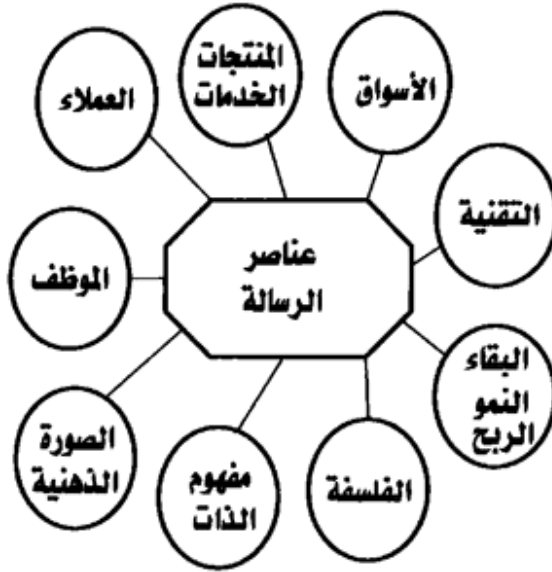 المنتجات
الخدمات
الأسواق
العملاء
التقنية
عناصر
الرسالة
الموظف
البقاء
النمو
الربح
الصورة
الذهنية
مفهوم
الذات
الفلسفة